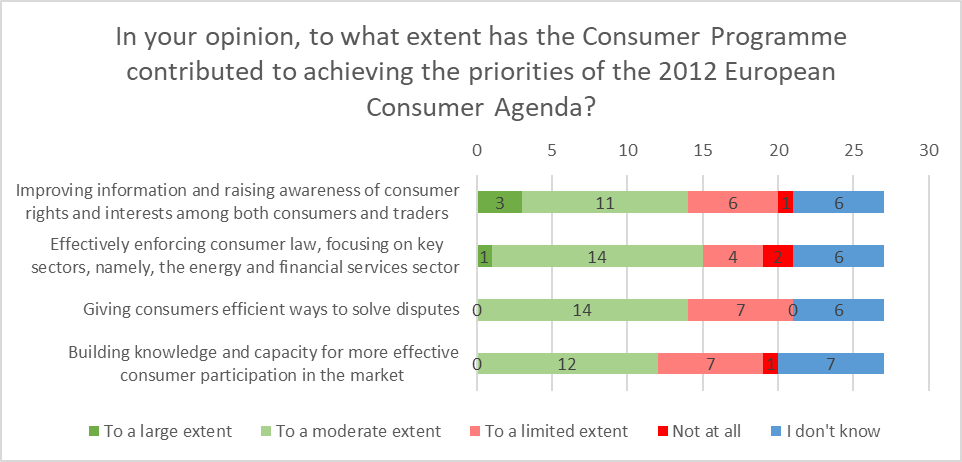 In your opinion, to what extent has the Consumer Programme
contributed to achieving the priorities of the 2012 European
Consumer Agenda?
0 5 10 15 20 25 30
Improving information and raising awareness of consumer
rights and interests among both consumers and traders
3 11 6 1 6
Effectively enforcing consumer law, focusing on key
sectors, namely, the energy and financial services sector
1 14 4 2 6
Giving consumers efficient ways to solve disputes
0 14 7 0 6
Building knowledge and capacity for more effective
consumer participation in the market
0 12 7 1 7
To a large extent To a moderate extent To a limited extent Not at all I don't know